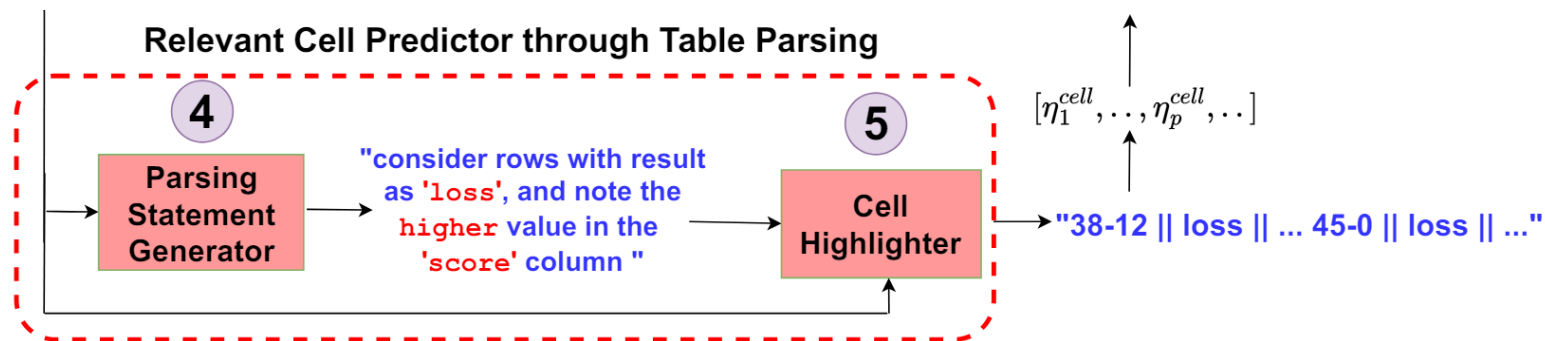 Relevant Cell Predictor through Table Parsing
4
Parsing
Statement
Generator
"consider rows with result
as 'loss', and note the
higher value in the
'score' column "
5
Cell
Highlighter
[η_1^{cell}, . . , η_p^{cell}, . . ]
"38-12 || loss || ... 45-0 || loss || ..."